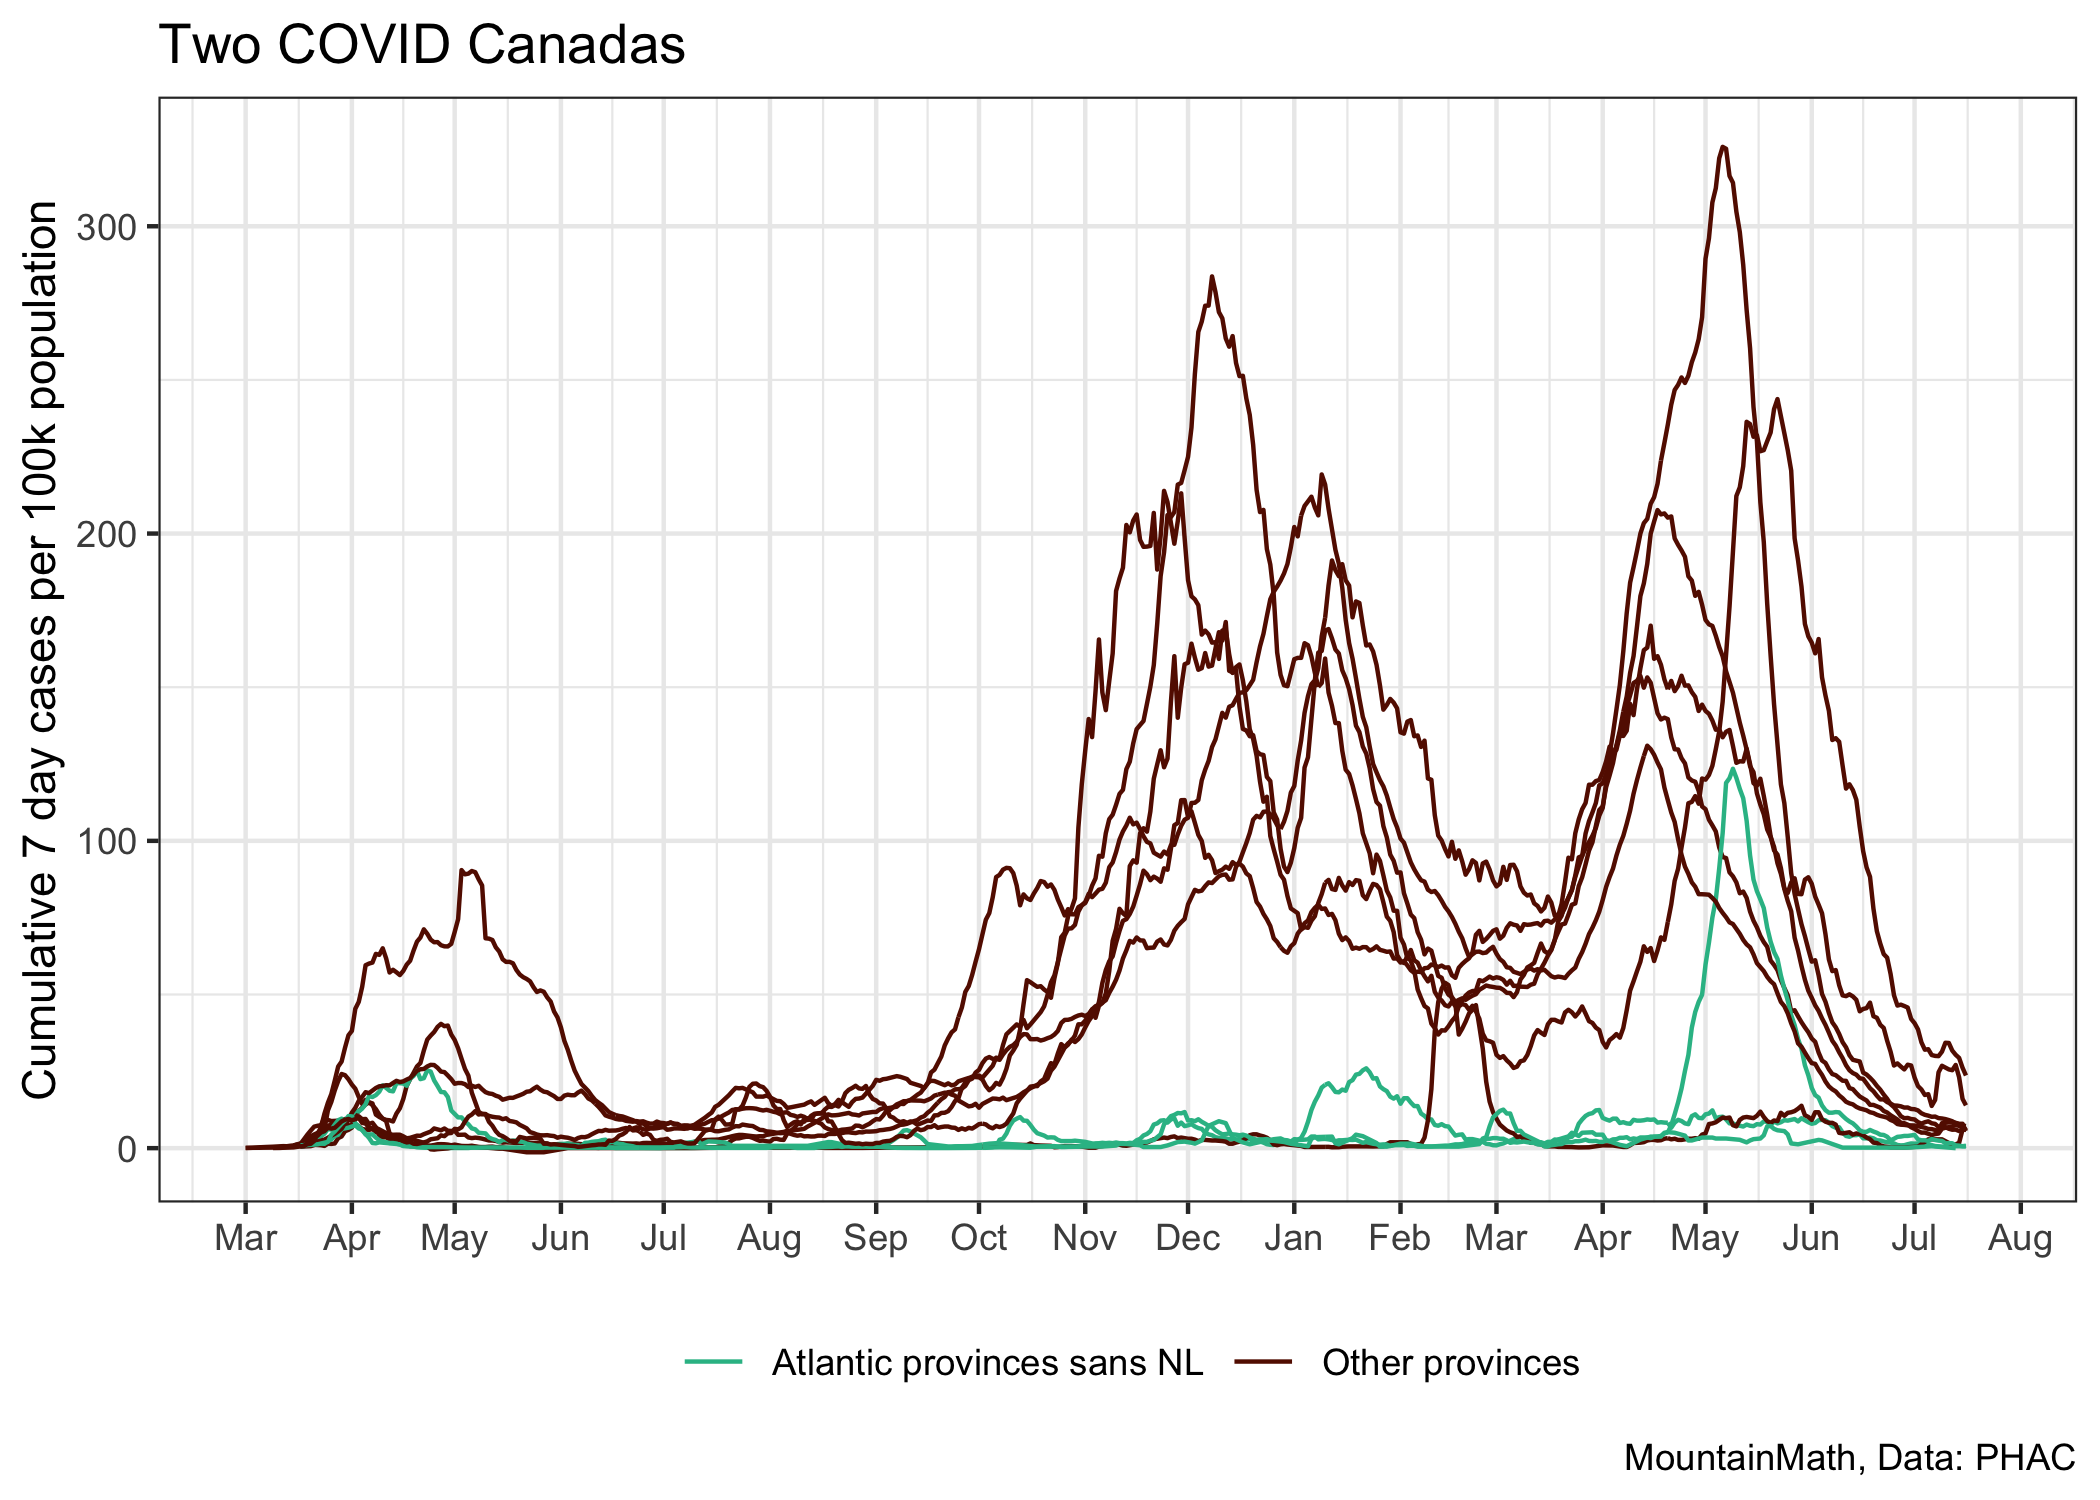 Two COVID Canadas
Cumulative 7 day cases per 100k population
300
200
100
0
Mar Apr May Jun Jul Aug Sep Oct Nov Dec Jan Feb Mar Apr May Jun Jul Aug
Atlantic provinces sans NL Other provinces
MountainMath, Data: PHAC